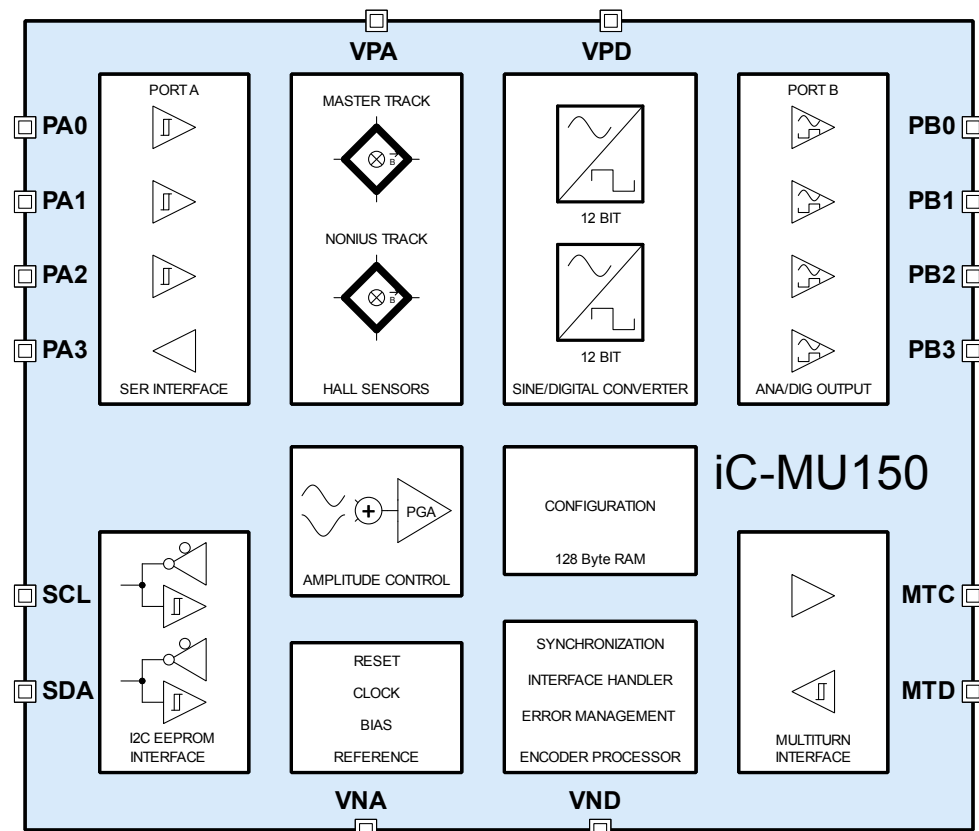 VPA
VPD
PORT A
MASTER TRACK
PORT B
PA0
PB0
B
PA1
PB1
12 BIT
NONIUS TRACK
PA2
PB2
B
PA3
PB3
12 BIT
SER INTERFACE
HALL SENSORS
SINE/DIGITAL CONVERTER
ANA/DIG OUTPUT
iC-MU150
PGA
CONFIGURATION
128 Byte RAM
AMPLITUDE CONTROL
SCL
MTC
SYNCHRONIZATION
RESET
INTERFACE HANDLER
SDA
CLOCK
MTD
ERROR MANAGEMENT
BIAS
I2C EEPROM
INTERFACE
REFERENCE
ENCODER PROCESSOR
MULTITURN
INTERFACE
VNA
VND